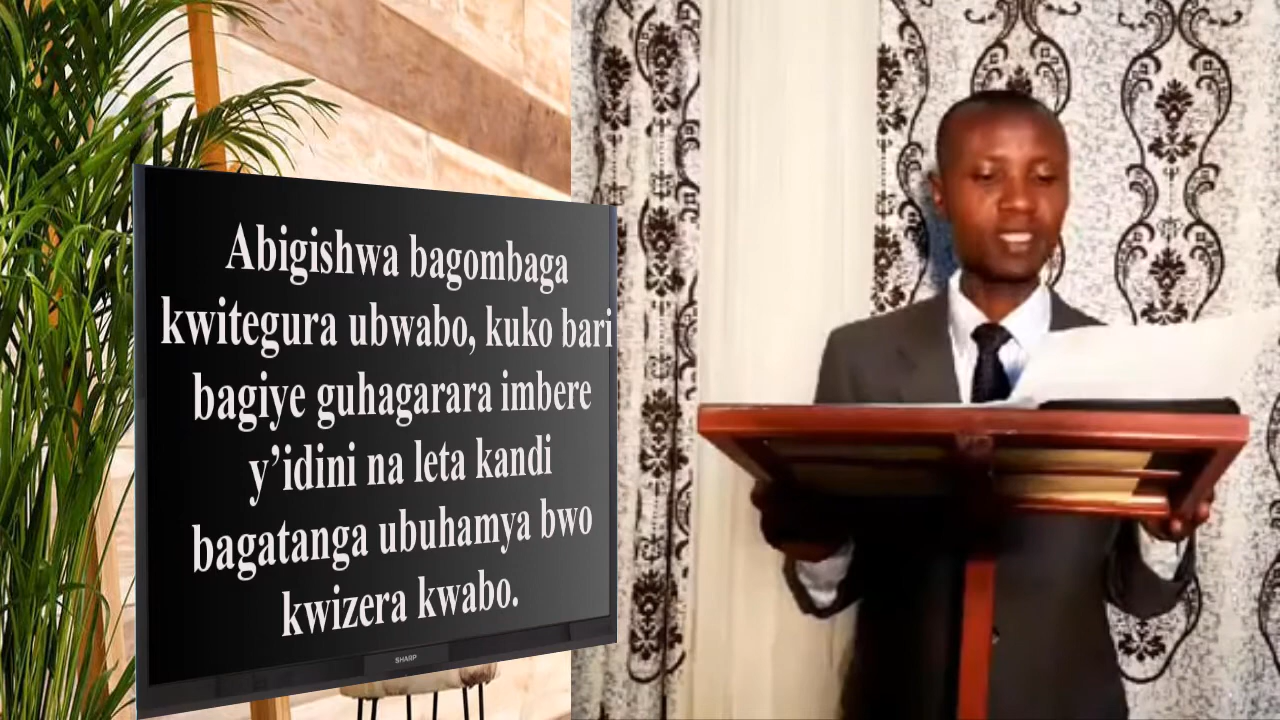 Abigishwa bagombaga
kwitegura ubwabo, kuko bari
bagiye guhagarara imbere
y’idini na leta kandi
bagatanga ubuhamya bwo
kwizera kwabo.
SHARP